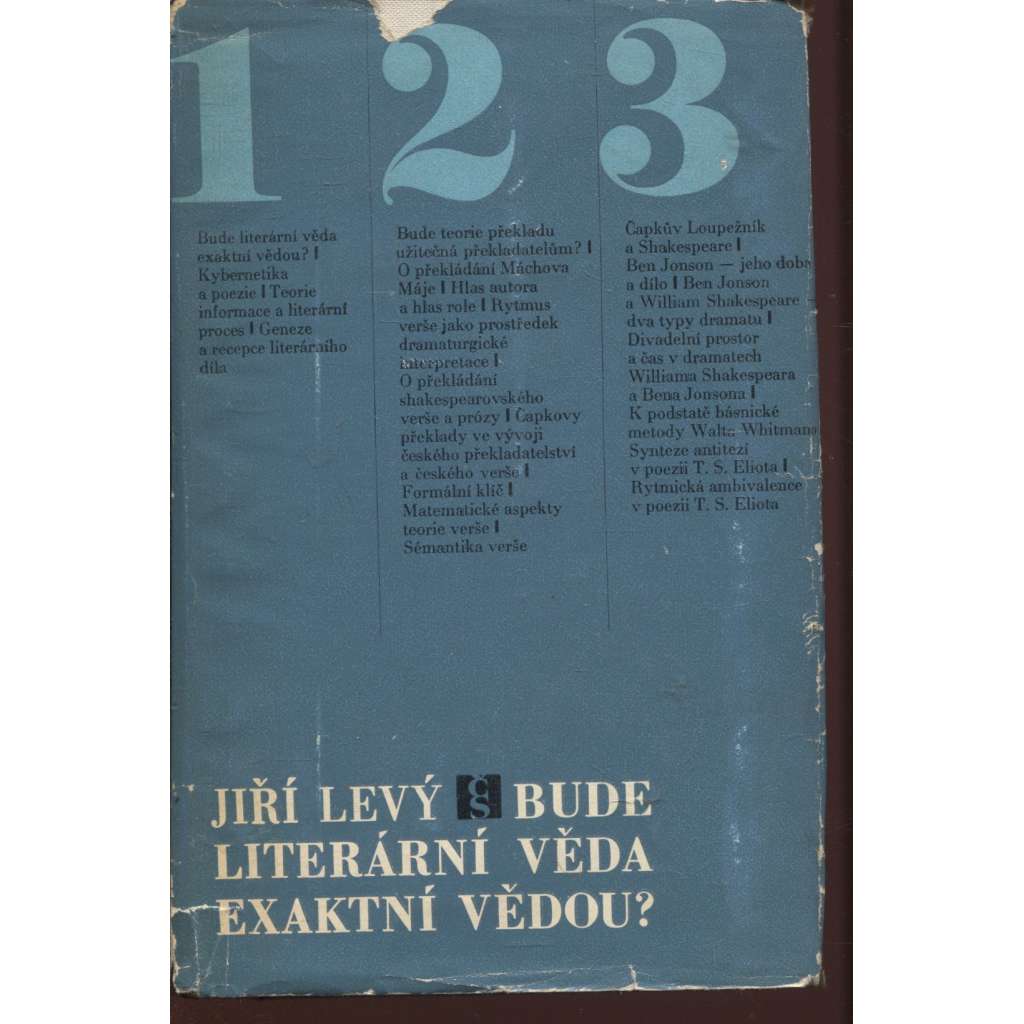 1
Bude literární věda
exaktní vědou? |
Kybernetika
a poezie | Teorie
informace a literární
proces | Geneze
a recepce literárního
díla
2
Bude teorie překladu
užitečná překladatelům? |
O překládání Máchova
Máje | Hlas autora
a hlas role | Rytmus
verše jako prostředek
dramaturgické
interpretace |
O překládání
shakespearovského
verše a prózy | Čapkovy
překlady ve vývoji
českého překladatelství
a českého verše |
Formální klíč |
Matematické aspekty
teorie verše |
Sémantika verše
3
Čapkův Loupežník
a Shakespeare |
Ben Jonson — jeho doba
a dílo | Ben Jonson
a William Shakespeare —
dva typy dramatu |
Divadelní prostor
a čas v dramatech
Williama Shakespeara
a Bena Jonsona |
K podstatě básnické
metody Walta Whitmana
Synteze antitezí
v poezii T. S. Eliota |
Rytmická ambivalence
v poezii T. S. Eliota
JIŘÍ LEVÝ ČS BUDE
LITERÁRNÍ VĚDA
EXAKTNÍ VĚDOU?